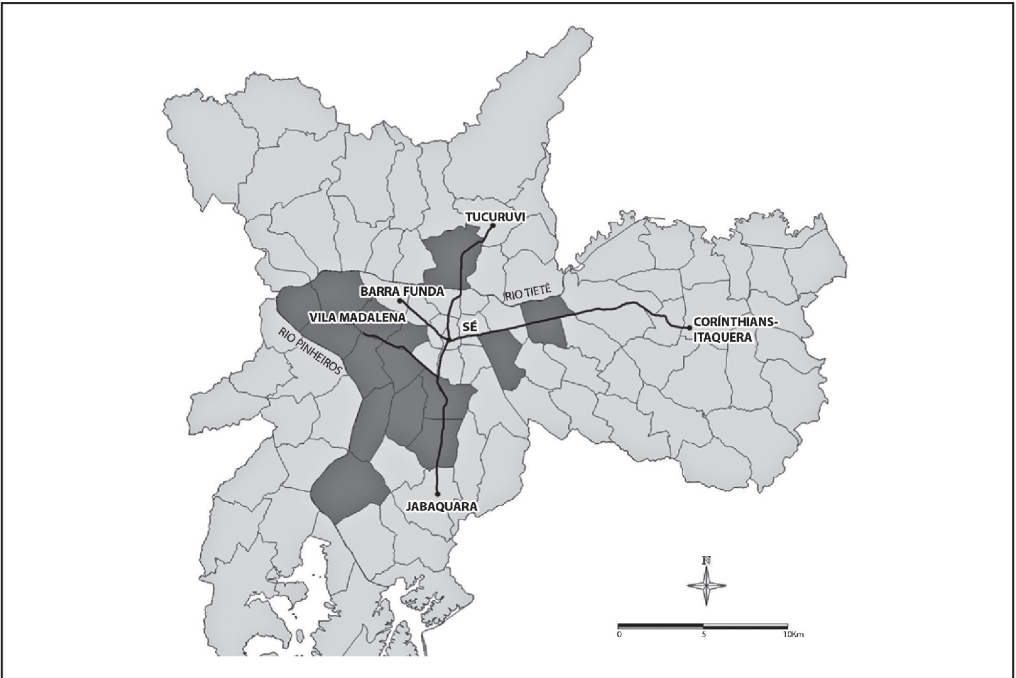 TUCURUVI
BARRA FUNDA
RIO TIETÊ
VILA MADALENA
SÉ
CORÍNTHIANS-
ITAQUERA
RIO PINHEIROS
JABAQUARA
N
0 5 10Km